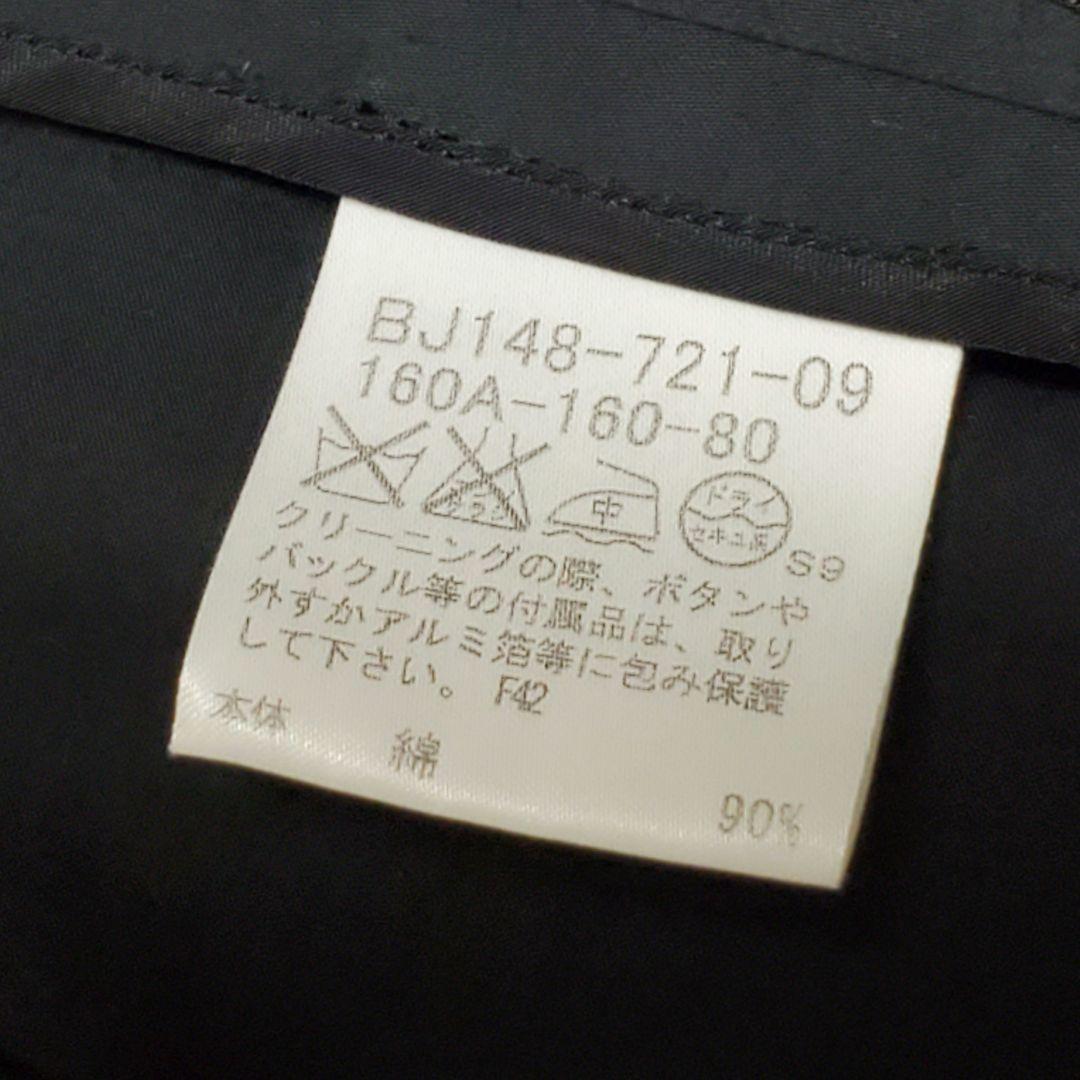 BJ148-721-09
160A-160-80
中 ドライ
セキユ系 S9
クリーニングの際、ボタンや
バックル等の付属品は、取り
外すかアルミ箔等に包み保護
して下さい。 F42
本体 綿 90%